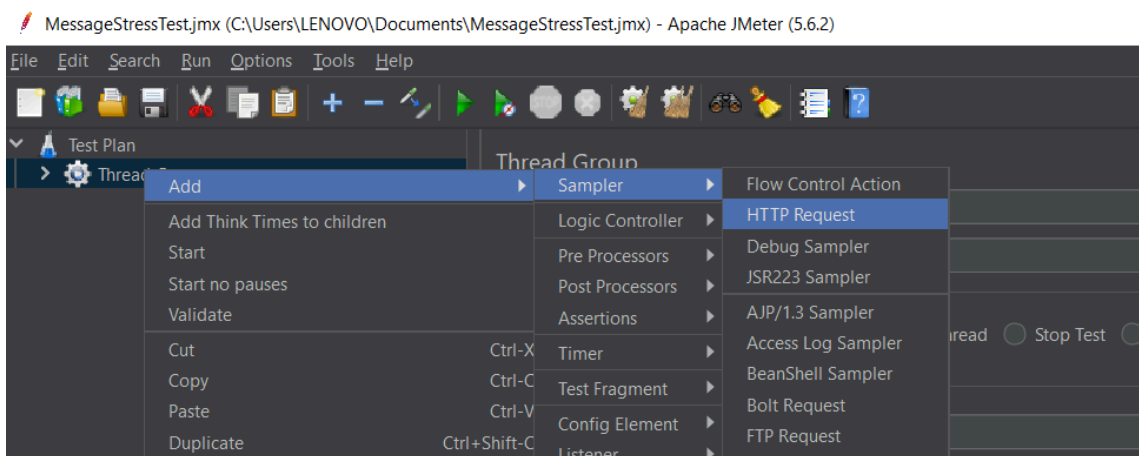 MessageStressTest.jmx (C:\Users\LENOVO\Documents\MessageStressTest.jmx) - Apache JMeter (5.6.2)
File Edit Search Run Options Tools Help
STOP
Test Plan
Thread Group
Add
Add Think Times to children
Start
Start no pauses
Validate
Cut Ctrl-X
Copy Ctrl-C
Paste Ctrl-V
Duplicate Ctrl+Shift-C
Sampler
Logic Controller
Pre Processors
Post Processors
Assertions
Timer
Test Fragment
Config Element
Listener
Flow Control Action
HTTP Request
Debug Sampler
JSR223 Sampler
AJP/1.3 Sampler
Access Log Sampler
BeanShell Sampler
Bolt Request
FTP Request
Thread Group
Stop Test